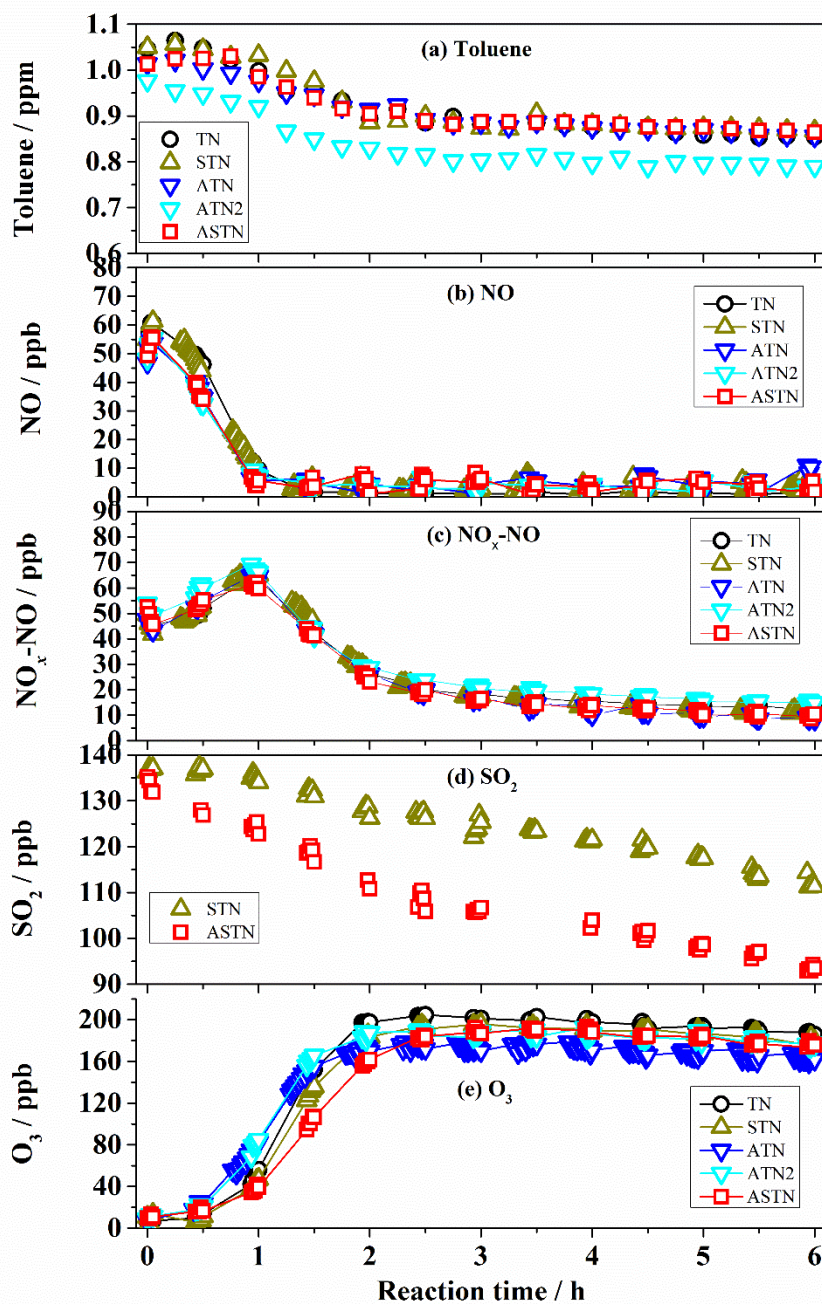 1.1
1.0
0.9
0.8
0.7
0.6
Toluene / ppm
(a) Toluene
TN
STN
ATN
ATN2
ASTN
80
70
60
50
40
30
20
10
0
NO / ppb
(b) NO
TN
STN
ATN
ATN2
ASTN
90
80
70
60
50
40
30
20
10
0
NOx-NO / ppb
(c) NOx-NO
TN
STN
ATN
ATN2
ASTN
140
130
120
110
100
90
SO2 / ppb
(d) SO2
STN
ASTN
200
160
120
80
40
0
O3 / ppb
(e) O3
TN
STN
ATN
ATN2
ASTN
0 1 2 3 4 5 6
Reaction time / h